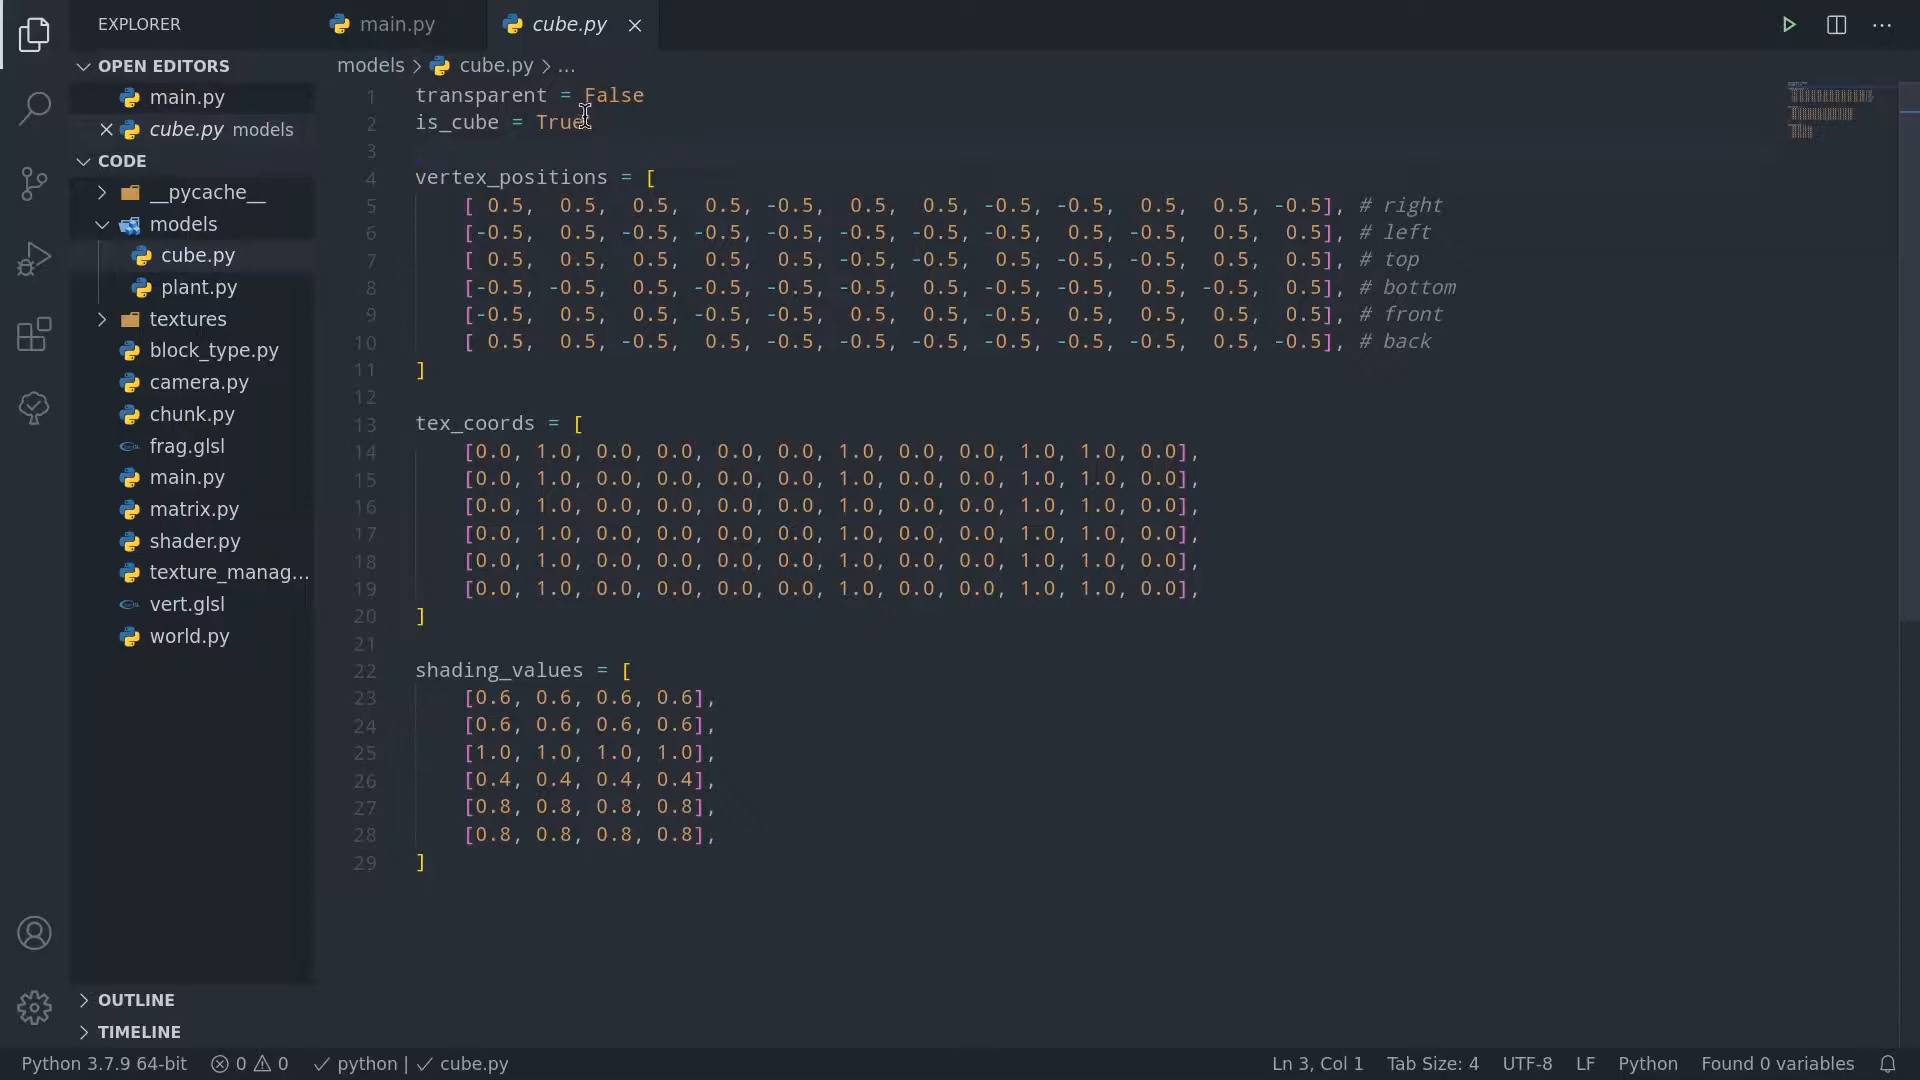 EXPLORER
main.py
cube.py
OPEN EDITORS
main.py
cube.py models
CODE
__pycache__
models
cube.py
plant.py
textures
block_type.py
camera.py
chunk.py
frag.glsl
main.py
matrix.py
shader.py
texture_manag...
vert.glsl
world.py
OUTLINE
TIMELINE
models > cube.py > ...
1 transparent = False
2 is_cube = True
3
4 vertex_positions = [
5 [ 0.5, 0.5, 0.5, 0.5, -0.5, 0.5, 0.5, -0.5, -0.5, 0.5, 0.5, -0.5], # right
6 [-0.5, 0.5, -0.5, -0.5, -0.5, -0.5, -0.5, -0.5, 0.5, -0.5, 0.5, 0.5], # left
7 [ 0.5, 0.5, 0.5, 0.5, 0.5, -0.5, -0.5, 0.5, -0.5, -0.5, 0.5, 0.5], # top
8 [-0.5, -0.5, 0.5, -0.5, -0.5, -0.5, 0.5, -0.5, -0.5, 0.5, -0.5, 0.5], # bottom
9 [-0.5, 0.5, 0.5, -0.5, -0.5, 0.5, 0.5, -0.5, 0.5, 0.5, 0.5, 0.5], # front
10 [ 0.5, 0.5, -0.5, 0.5, -0.5, -0.5, -0.5, -0.5, -0.5, -0.5, 0.5, -0.5], # back
11 ]
12
13 tex_coords = [
14 [0.0, 1.0, 0.0, 0.0, 0.0, 0.0, 1.0, 0.0, 0.0, 1.0, 1.0, 0.0],
15 [0.0, 1.0, 0.0, 0.0, 0.0, 0.0, 1.0, 0.0, 0.0, 1.0, 1.0, 0.0],
16 [0.0, 1.0, 0.0, 0.0, 0.0, 0.0, 1.0, 0.0, 0.0, 1.0, 1.0, 0.0],
17 [0.0, 1.0, 0.0, 0.0, 0.0, 0.0, 1.0, 0.0, 0.0, 1.0, 1.0, 0.0],
18 [0.0, 1.0, 0.0, 0.0, 0.0, 0.0, 1.0, 0.0, 0.0, 1.0, 1.0, 0.0],
19 [0.0, 1.0, 0.0, 0.0, 0.0, 0.0, 1.0, 0.0, 0.0, 1.0, 1.0, 0.0],
20 ]
21
22 shading_values = [
23 [0.6, 0.6, 0.6, 0.6],
24 [0.6, 0.6, 0.6, 0.6],
25 [1.0, 1.0, 1.0, 1.0],
26 [0.4, 0.4, 0.4, 0.4],
27 [0.8, 0.8, 0.8, 0.8],
28 [0.8, 0.8, 0.8, 0.8],
29 ]
Python 3.7.9 64-bit 0 0 python | cube.py Ln 3, Col 1 Tab Size: 4 UTF-8 LF Python Found 0 variables